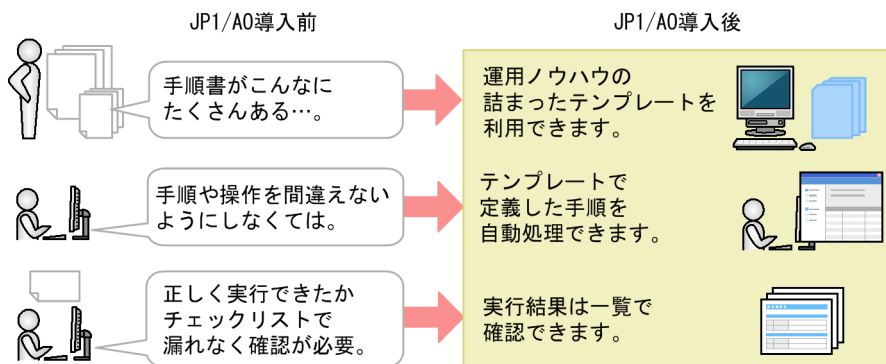 JP1/AO導入前
JP1/AO導入後
手順書がこんなに
たくさんある…。
運用ノウハウの
詰まったテンプレートを
利用できます。
手順や操作を間違えない
ようにしなくては。
テンプレートで
定義した手順を
自動処理できます。
正しく実行できたか
チェックリストで
漏れなく確認が必要。
実行結果は一覧で
確認できます。